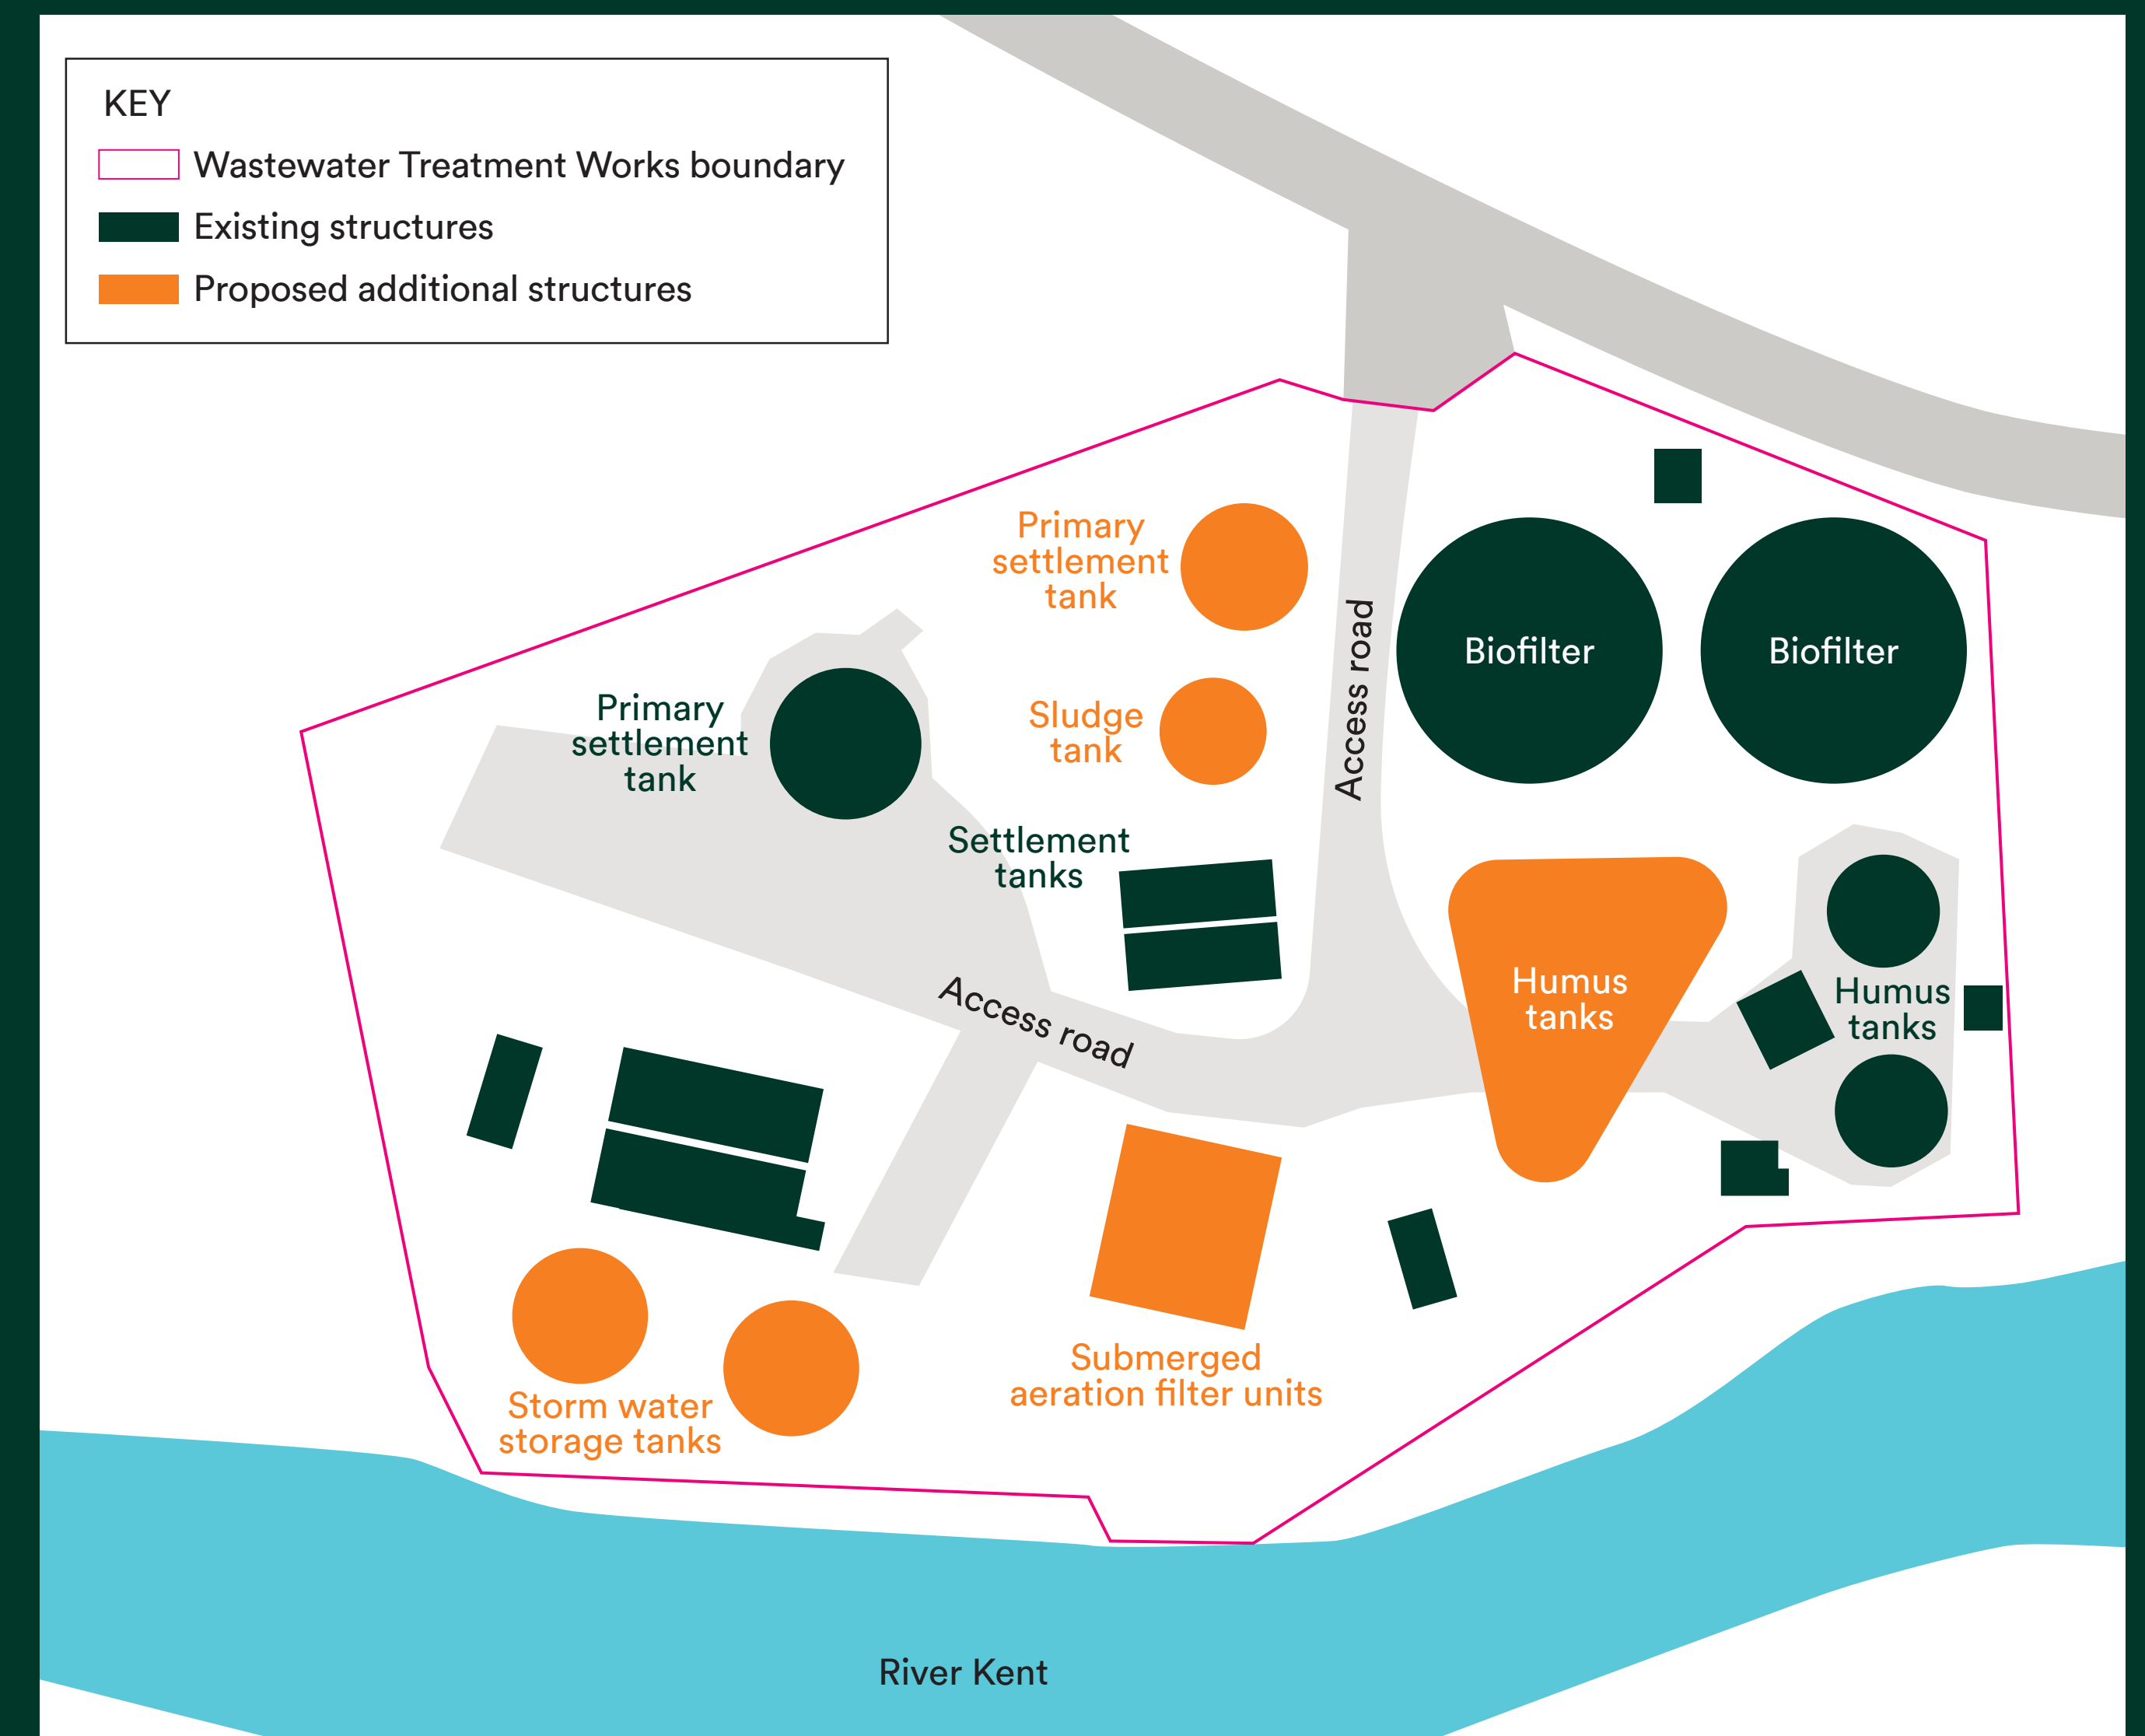 KEY
Wastewater Treatment Works boundary
Existing structures
Proposed additional structures
Primary
settlement
tank
Sludge
tank
Access road
Biofilter
Biofilter
Primary
settlement
tank
Settlement
tanks
Access road
Humus
tanks
Humus
tanks
Submerged
aeration filter units
Storm water
storage tanks
River Kent